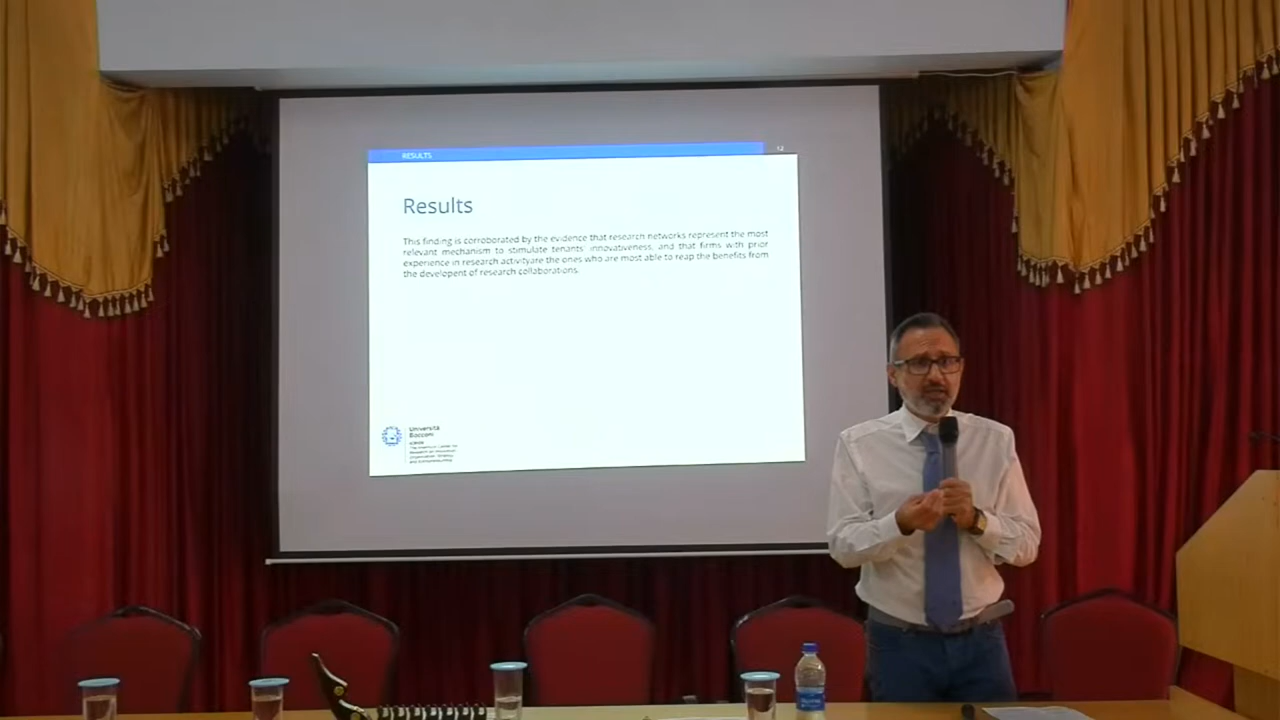 RESULTS
12
Results
This finding is corroborated by the evidence that research networks represent the most
relevant mechanism to stimulate tenants' innovativeness, and that firms with prior
experience in research activityare the ones who are most able to reap the benefits from
the developent of research collaborations.
Università
Bocconi